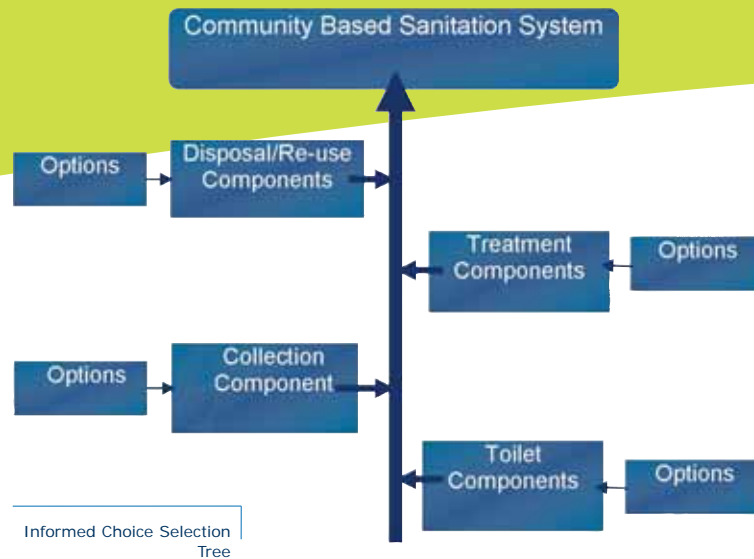 Community Based Sanitation System
Options
Disposal/Re-use
Components
Treatment
Components
Options
Options
Collection
Component
Toilet
Components
Options
Informed Choice Selection
Tree